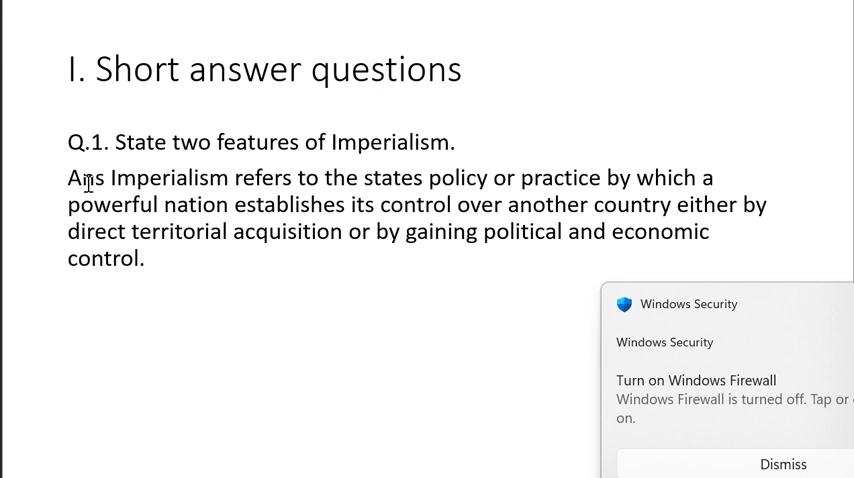 I. Short answer questions
Q.1. State two features of Imperialism.
Ans Imperialism refers to the states policy or practice by which a
powerful nation establishes its control over another country either by
direct territorial acquisition or by gaining political and economic
control.
Windows Security
Windows Security
Turn on Windows Firewall
Windows Firewall is turned off. Tap or
on.
Dismiss